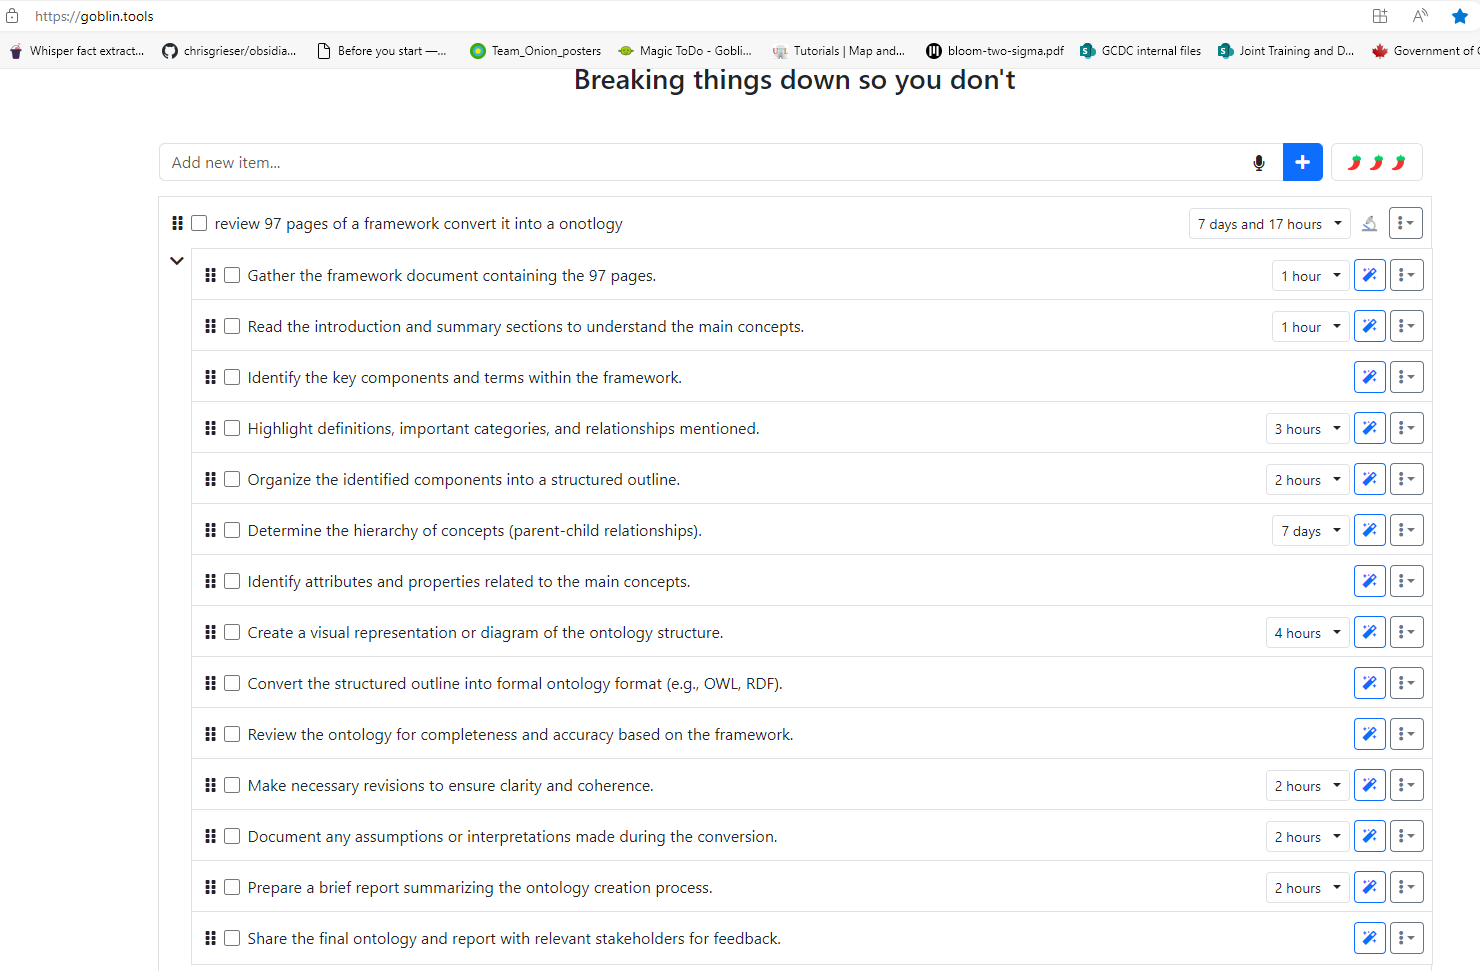 https://goblin.tools
Whisper fact extract... chrisgrieser/obsidia... Before you start —... Team_Onion_posters Magic ToDo - Gobli... Tutorials | Map and... bloom-two-sigma.pdf GCDC internal files Joint Training and D... Government of
Breaking things down so you don't
Add new item...
review 97 pages of a framework convert it into a onotlogy 7 days and 17 hours
Gather the framework document containing the 97 pages. 1 hour
Read the introduction and summary sections to understand the main concepts. 1 hour
Identify the key components and terms within the framework.
Highlight definitions, important categories, and relationships mentioned. 3 hours
Organize the identified components into a structured outline. 2 hours
Determine the hierarchy of concepts (parent-child relationships). 7 days
Identify attributes and properties related to the main concepts.
Create a visual representation or diagram of the ontology structure. 4 hours
Convert the structured outline into formal ontology format (e.g., OWL, RDF).
Review the ontology for completeness and accuracy based on the framework.
Make necessary revisions to ensure clarity and coherence. 2 hours
Document any assumptions or interpretations made during the conversion. 2 hours
Prepare a brief report summarizing the ontology creation process. 2 hours
Share the final ontology and report with relevant stakeholders for feedback.